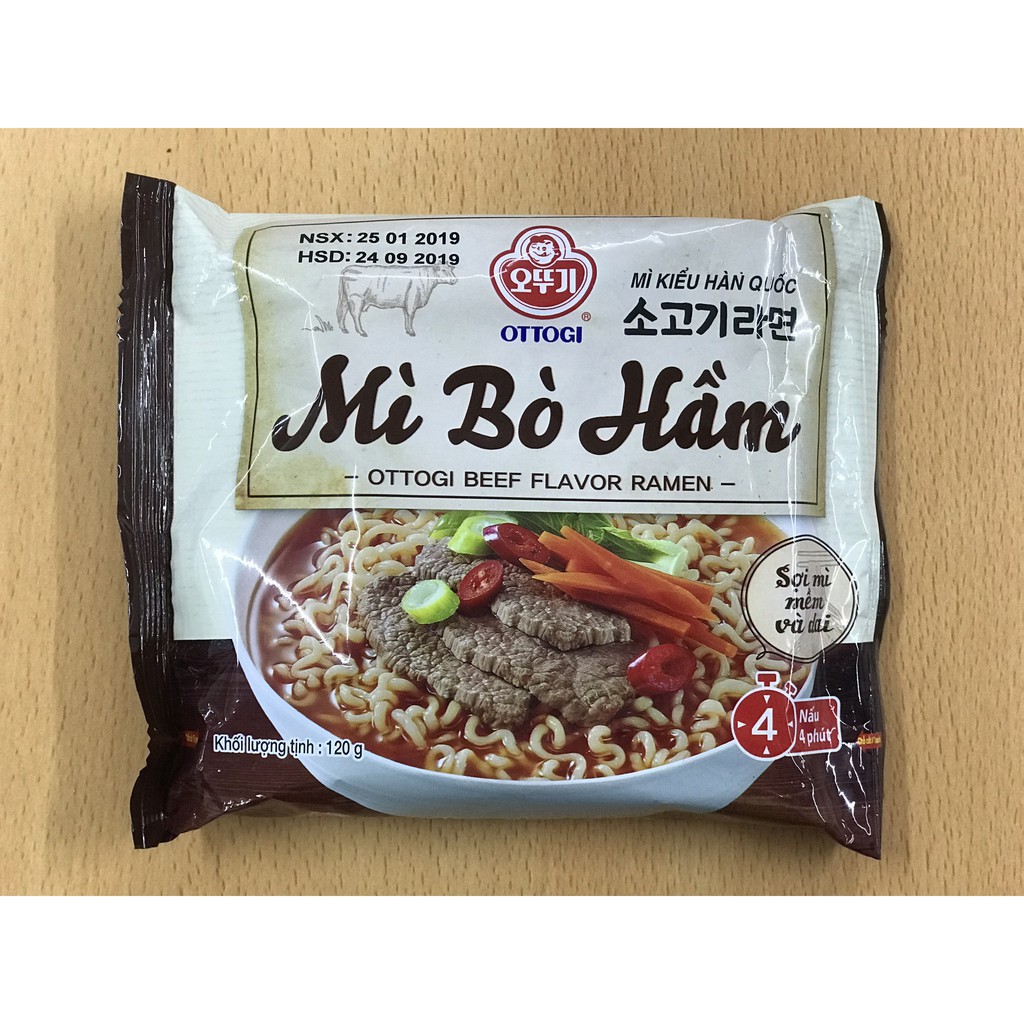 NSX: 25 01 2019
HSD: 24 09 2019
오뚜기
OTTOGI ®
MÌ KIỂU HÀN QUỐC
소고기라면
Mì Bò Hầm
- OTTOGI BEEF FLAVOR RAMEN -
Sợi mì
mềm
và dai
4
Nấu
4 phút
Khối lượng tịnh : 120 g